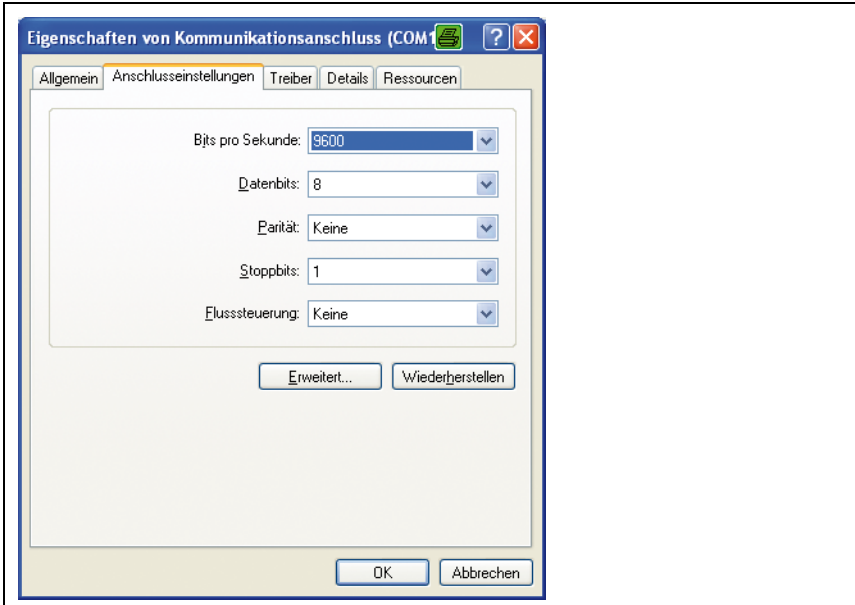 Eigenschaften von Kommunikationsanschluss (COM1
Allgemein Anschlusseinstellungen Treiber Details Ressourcen
Bits pro Sekunde: 9600
Datenbits: 8
Parität: Keine
Stoppbits: 1
Flusssteuerung: Keine
Erweitert... Wiederherstellen
OK Abbrechen